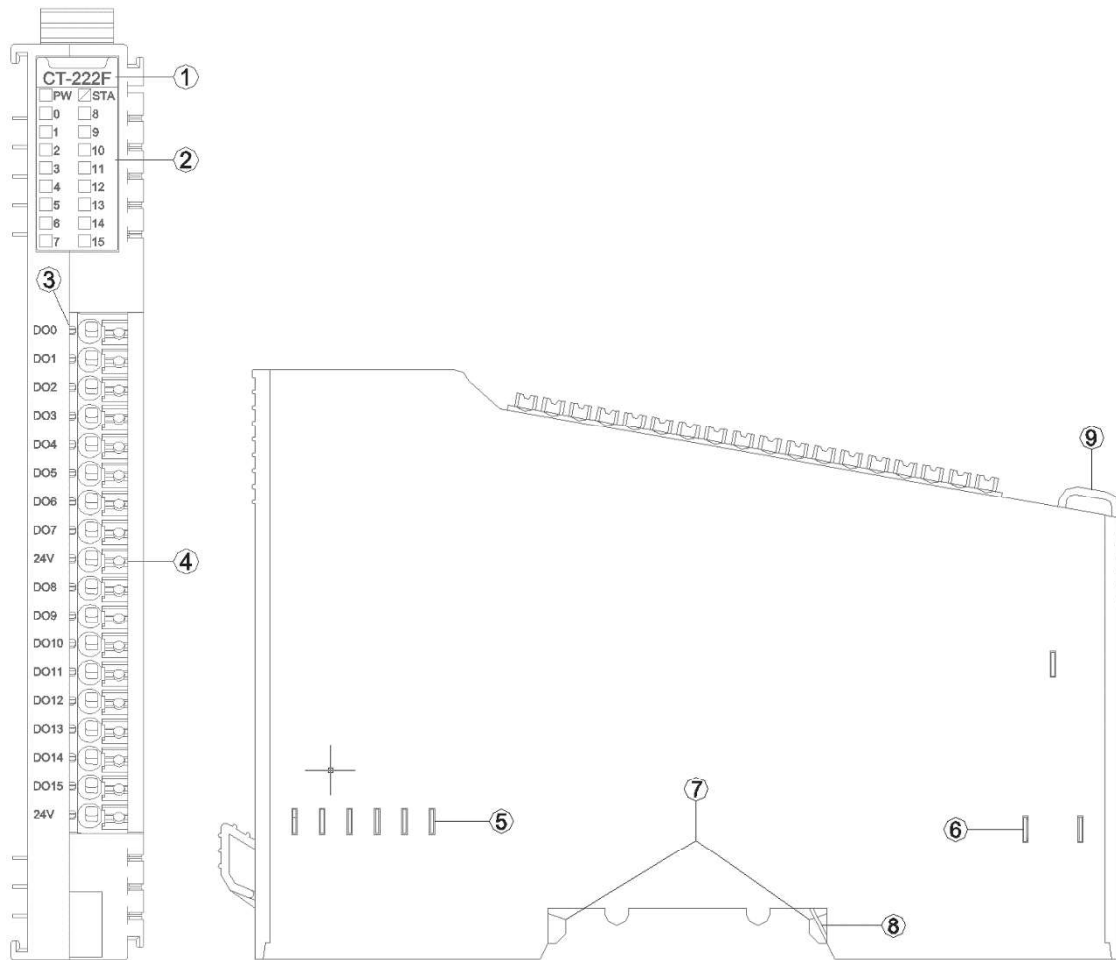 CT-222F ①
PW STA
0 8
1 9
2 10 ②
3 11
4 12
5 13
6 14
7 15
③
DO0
DO1
DO2
DO3
DO4
DO5
DO6
DO7
24V ④
DO8
DO9
DO10
DO11
DO12
DO13
DO14
DO15
24V
⑨
⑦
⑤ ⑥
⑧